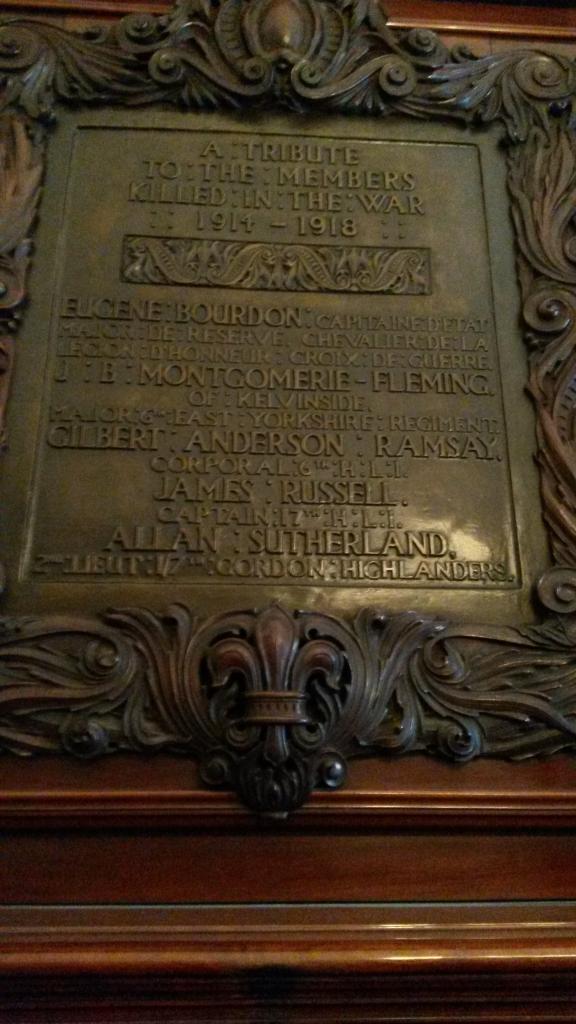 A : TRIBUTE
TO : THE : MEMBERS
KILLED : IN : THE : WAR
: : 1914 – 1918 : :
EUGENE : BOURDON : CAPITAINE : D'ETAT
MAJOR : DE : RESERVE, CHEVALIER : DE : LA
LEGION : D'HONNEUR : CROIX : DE : GUERRE.
J : B : MONTGOMERIE - FLEMING,
OF : KELVINSIDE,
MAJOR : 6TH : EAST : YORKSHIRE : REGIMENT.
GILBERT : ANDERSON : RAMSAY,
CORPORAL : 6TH : H : L : I.
JAMES : RUSSELL,
CAPTAIN : 17TH : H : L : I.
ALLAN : SUTHERLAND,
2ND LIEUT : GORDON : HIGHLANDERS.